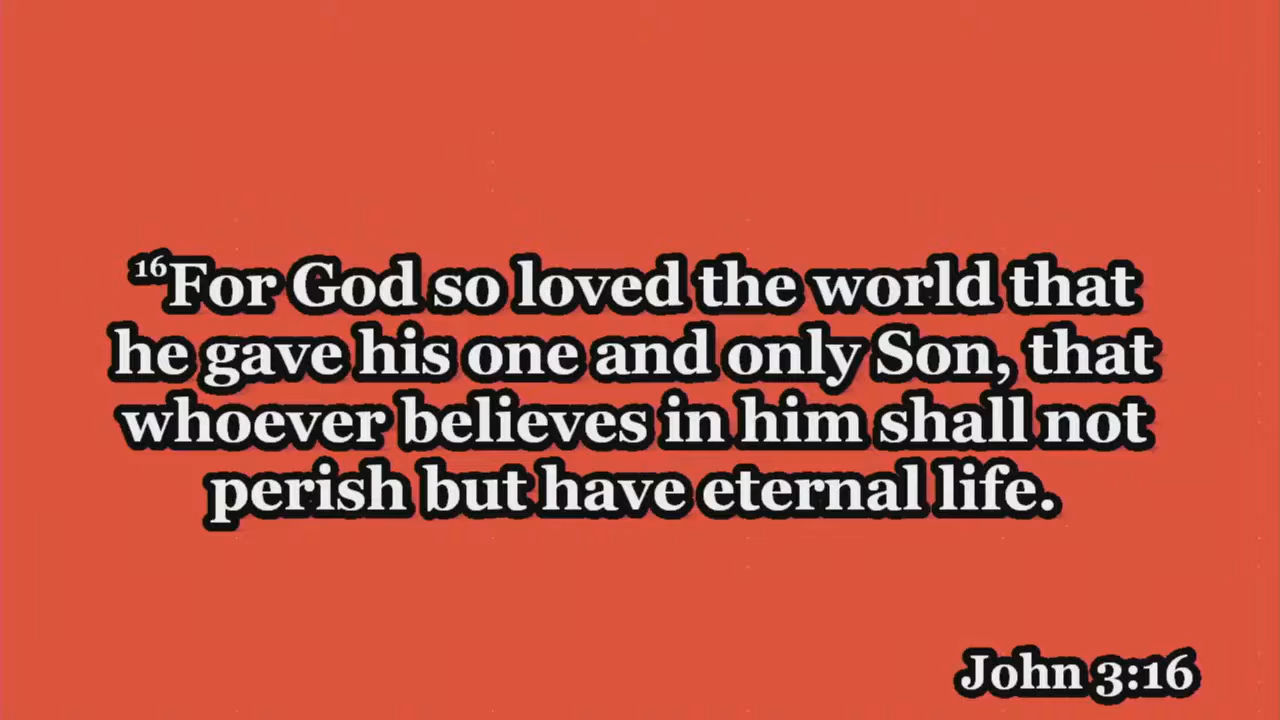 16For God so loved the world that
he gave his one and only Son, that
whoever believes in him shall not
perish but have eternal life.
John 3:16